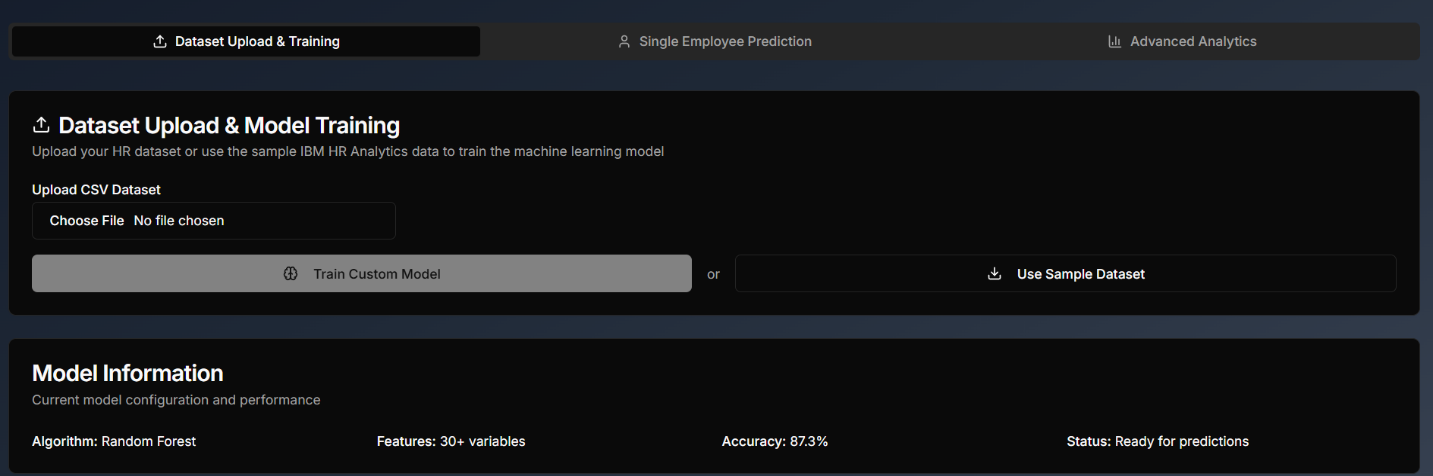 Dataset Upload & Training Single Employee Prediction Advanced Analytics
Dataset Upload & Model Training
Upload your HR dataset or use the sample IBM HR Analytics data to train the machine learning model
Upload CSV Dataset
Choose File No file chosen
Train Custom Model or Use Sample Dataset
Model Information
Current model configuration and performance
Algorithm: Random Forest Features: 30+ variables Accuracy: 87.3% Status: Ready for predictions